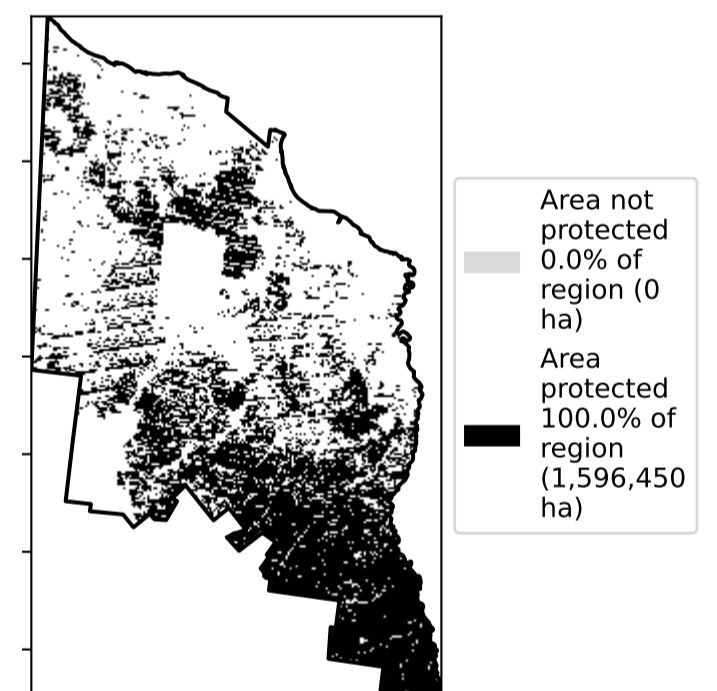 Area not
protected
0.0% of
region (0
ha)
Area
protected
100.0% of
region
(1,596,450
ha)